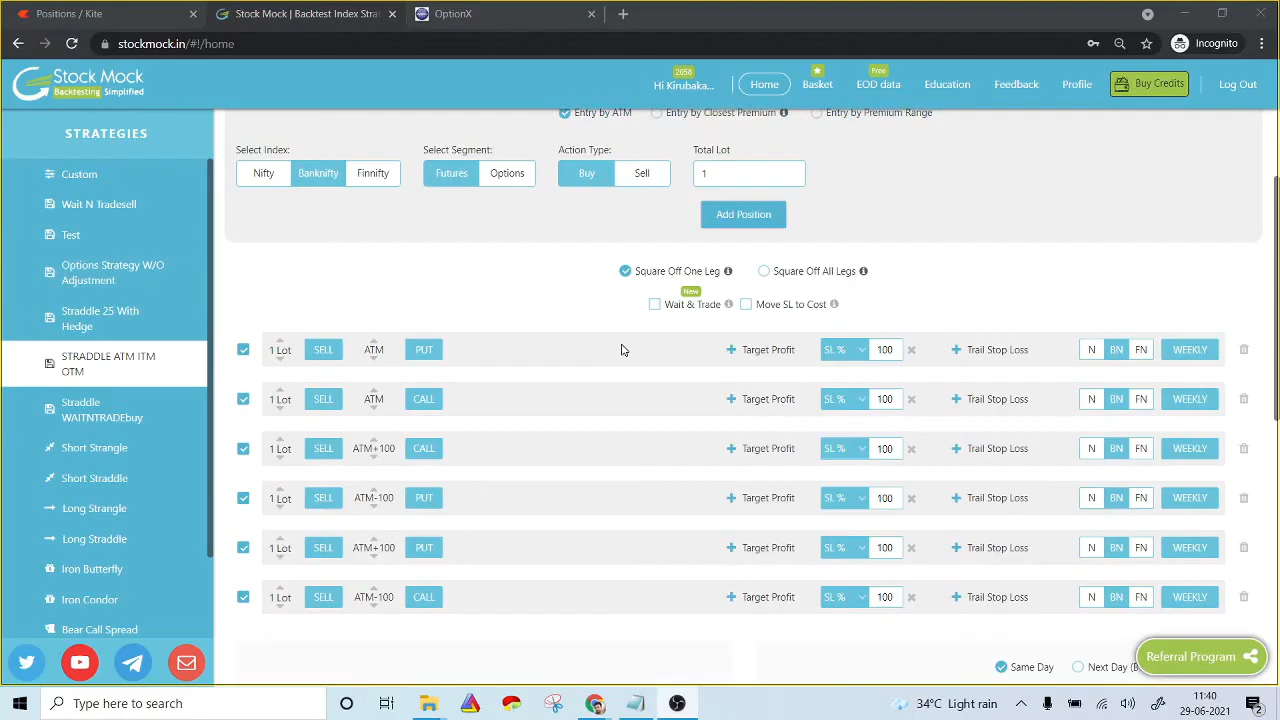 Positions / Kite
Stock Mock | Backtest Index Strat
OptionX
stockmock.in/#!/home
Incognito
Stock Mock
Backtesting Simplified
2058
Hi Kirubaka...
Home
Basket
Free
EOD data
Education
Feedback
Profile
Buy Credits
Log Out
STRATEGIES
Custom
Wait N Tradesell
Test
Options Strategy W/O
Adjustment
Straddle 25 With
Hedge
STRADDLE ATM ITM
OTM
Straddle
WAITNTRADEbuy
Short Strangle
Short Straddle
Long Strangle
Long Straddle
Iron Butterfly
Iron Condor
Bear Call Spread
Entry by ATM
Entry by Closest Premium
Entry by Premium Range
Select Index:
Select Segment:
Action Type:
Total Lot
Nifty
Banknifty
Finnifty
Futures
Options
Buy
Sell
1
Add Position
Square Off One Leg
Square Off All Legs
New
Wait & Trade
Move SL to Cost
1 Lot SELL ATM PUT Target Profit SL % 100 Trail Stop Loss N BN FN WEEKLY
1 Lot SELL ATM CALL Target Profit SL % 100 Trail Stop Loss N BN FN WEEKLY
1 Lot SELL ATM+100 CALL Target Profit SL % 100 Trail Stop Loss N BN FN WEEKLY
1 Lot SELL ATM-100 PUT Target Profit SL % 100 Trail Stop Loss N BN FN WEEKLY
1 Lot SELL ATM+100 PUT Target Profit SL % 100 Trail Stop Loss N BN FN WEEKLY
1 Lot SELL ATM-100 CALL Target Profit SL % 100 Trail Stop Loss N BN FN WEEKLY
Same Day
Next Day (B
Referral Program
Type here to search
34°C Light rain
11:40
29-06-2021
2